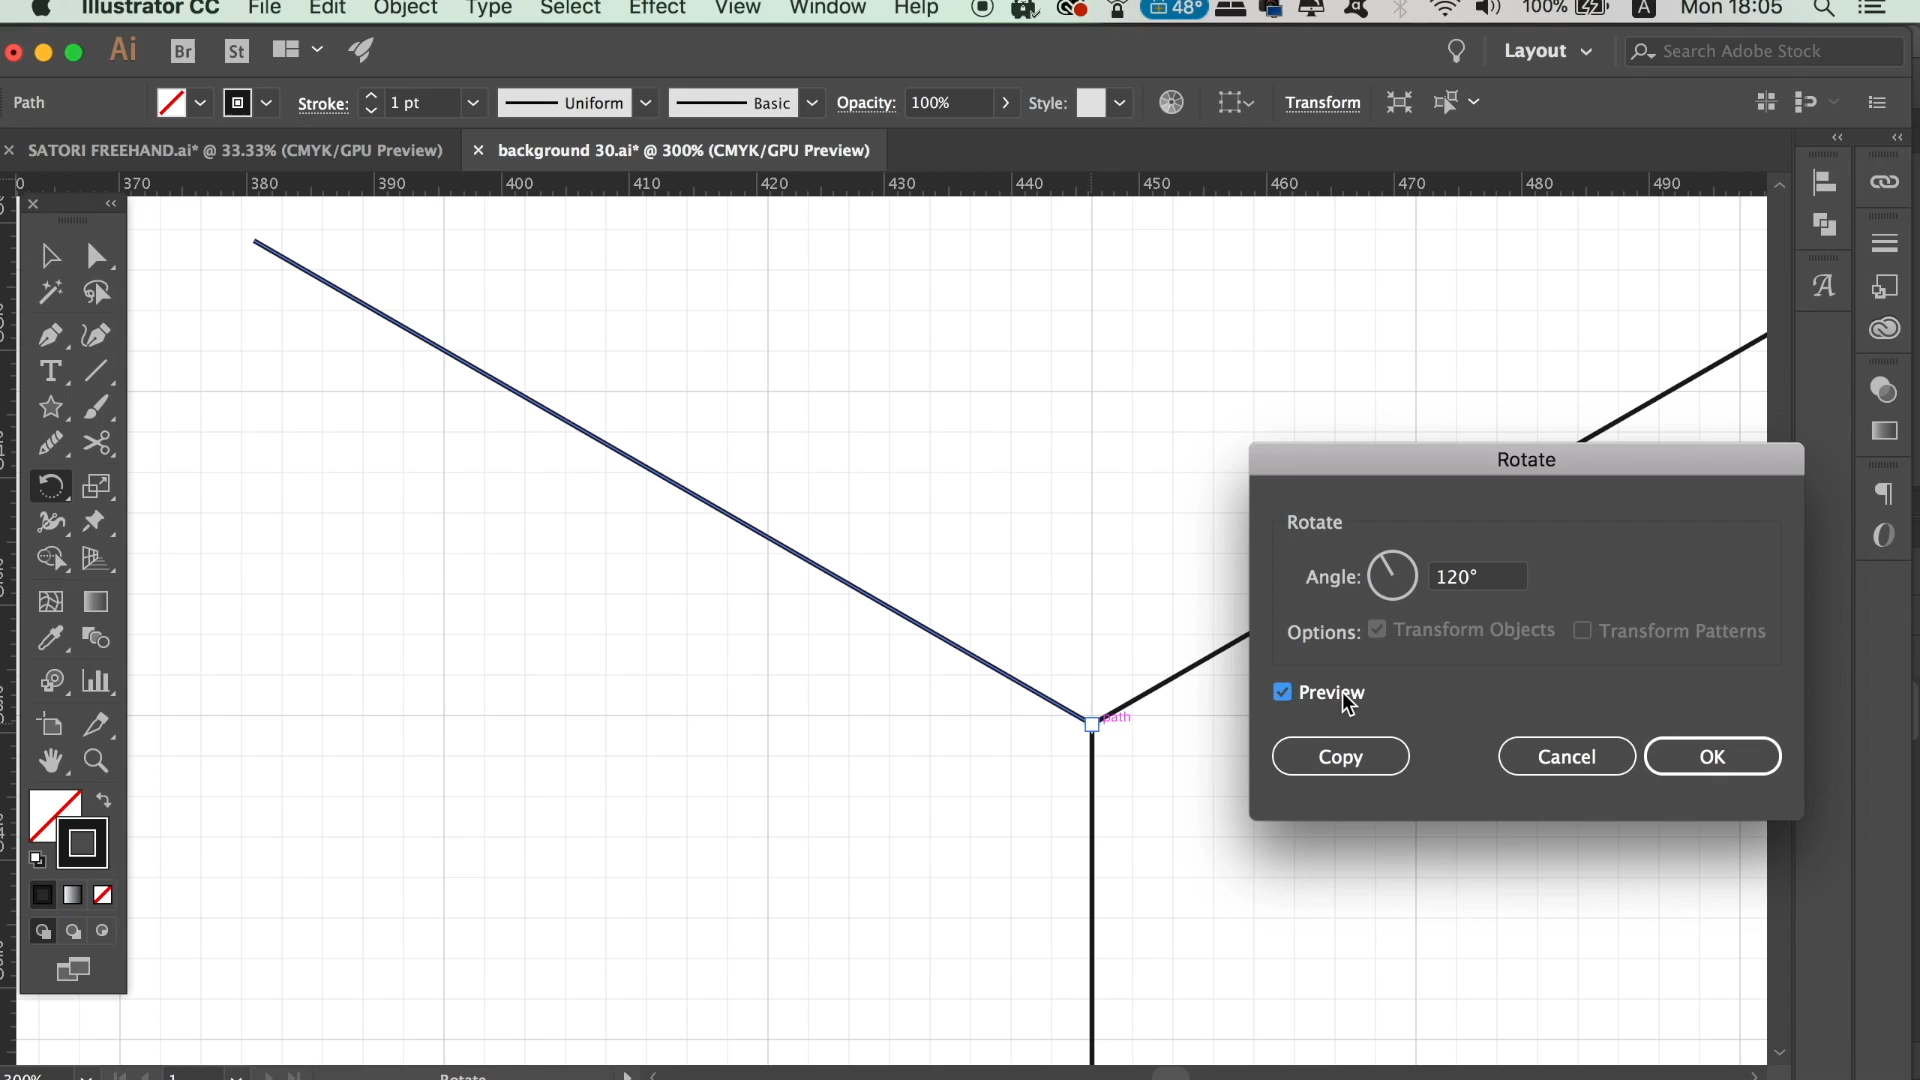 Illustrator CC File Edit Object Type Select Effect View Window Help 48° 100% A Mon 18:05
Ai Br St Layout Search Adobe Stock
Path Stroke: 1 pt Uniform Basic Opacity: 100% Style: Transform
SATORI FREEHAND.ai* @ 33.33% (CMYK/GPU Preview) background 30.ai* @ 300% (CMYK/GPU Preview)
0 370 380 390 400 410 420 430 440 450 460 470 480 490
Rotate
Rotate
Angle: 120°
Options: Transform Objects Transform Patterns
path
Preview
Copy Cancel OK
300% 1 Rotate